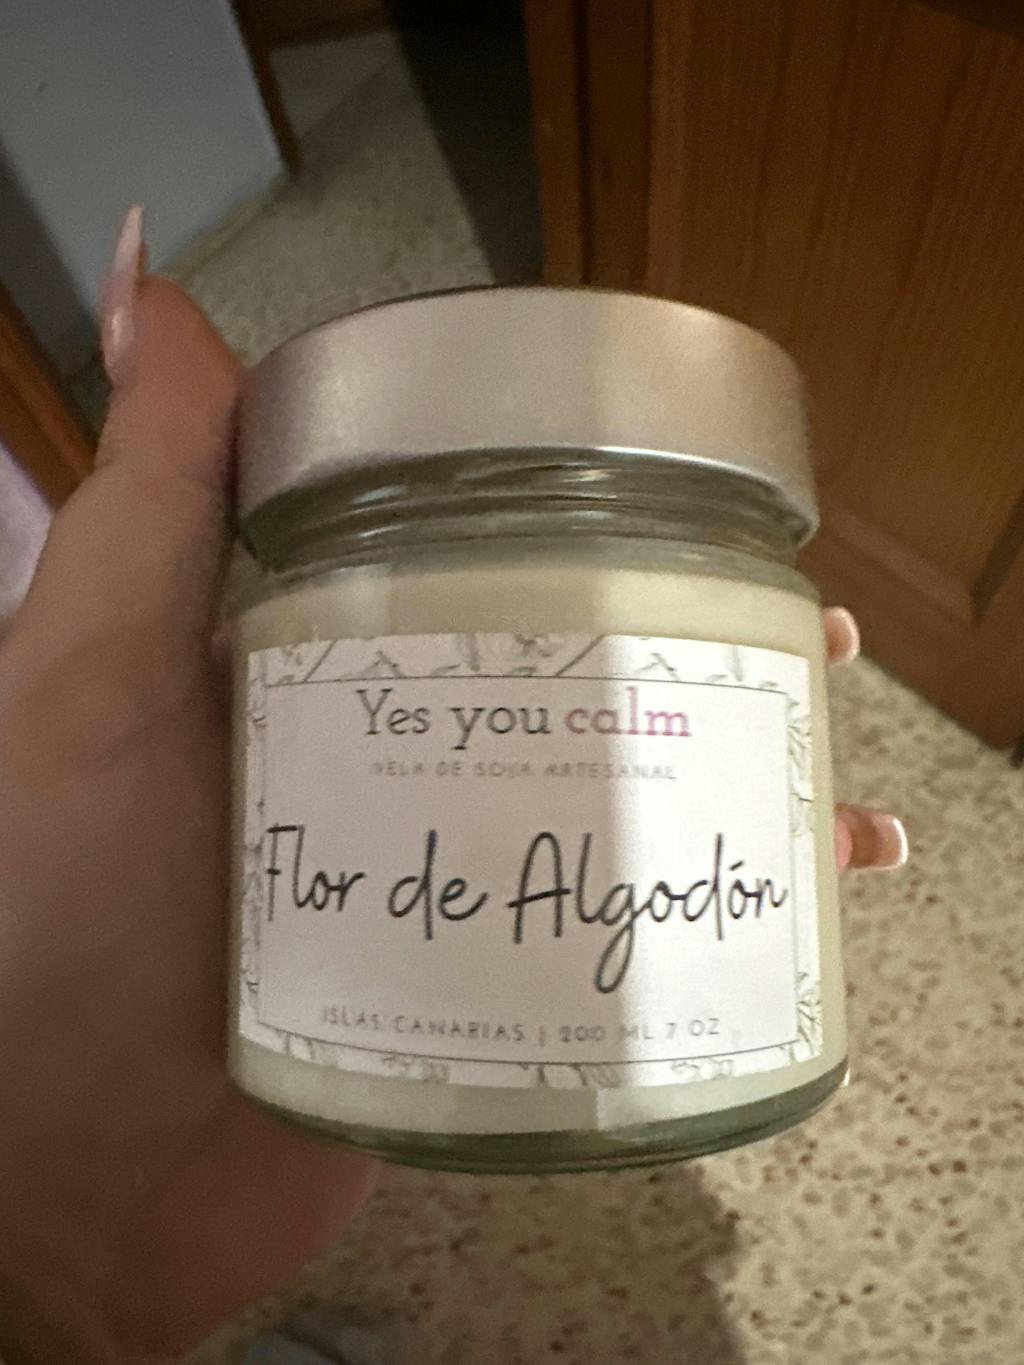 Yes you calm
VELA DE SOJA ARTESANAL
Flor de Algodón
ISLAS CANARIAS | 200 ML 7 OZ